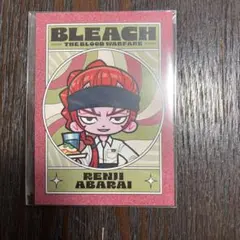 BLEACH
THE BLOOD WARFARE
RENJI
ABARAI